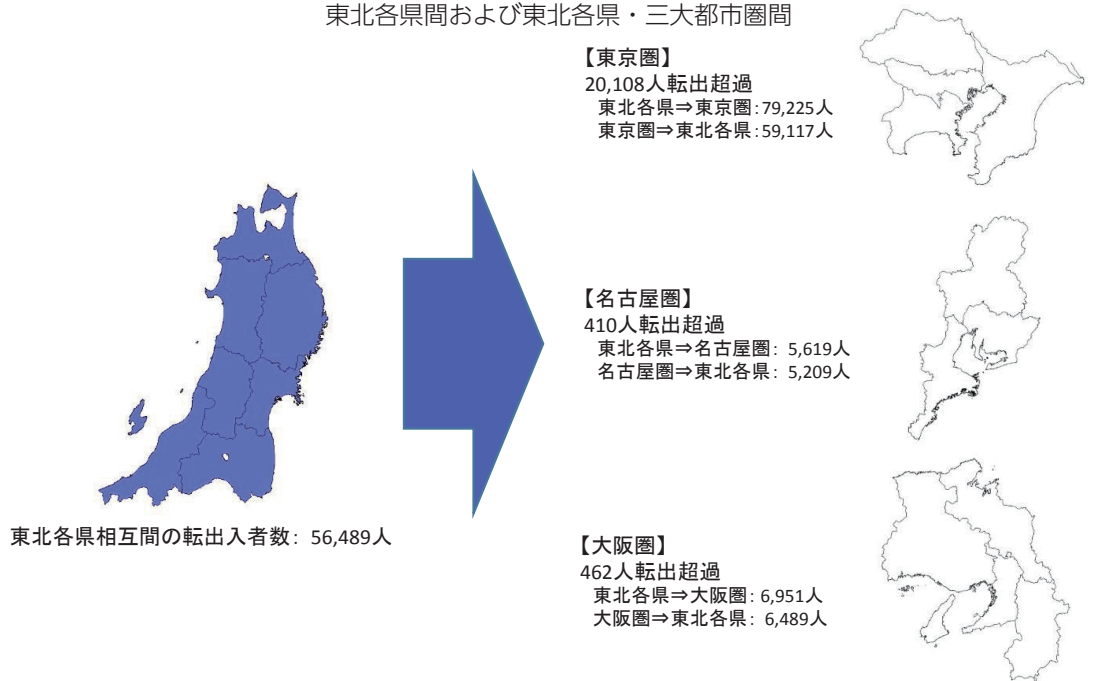 東北各県間および東北各県・三大都市圏間
【東京圏】
20,108人転出超過
東北各県⇒東京圏：79,225人
東京圏⇒東北各県：59,117人
【名古屋圏】
410人転出超過
東北各県⇒名古屋圏： 5,619人
名古屋圏⇒東北各県： 5,209人
東北各県相互間の転出入者数： 56,489人
【大阪圏】
462人転出超過
東北各県⇒大阪圏： 6,951人
大阪圏⇒東北各県： 6,489人